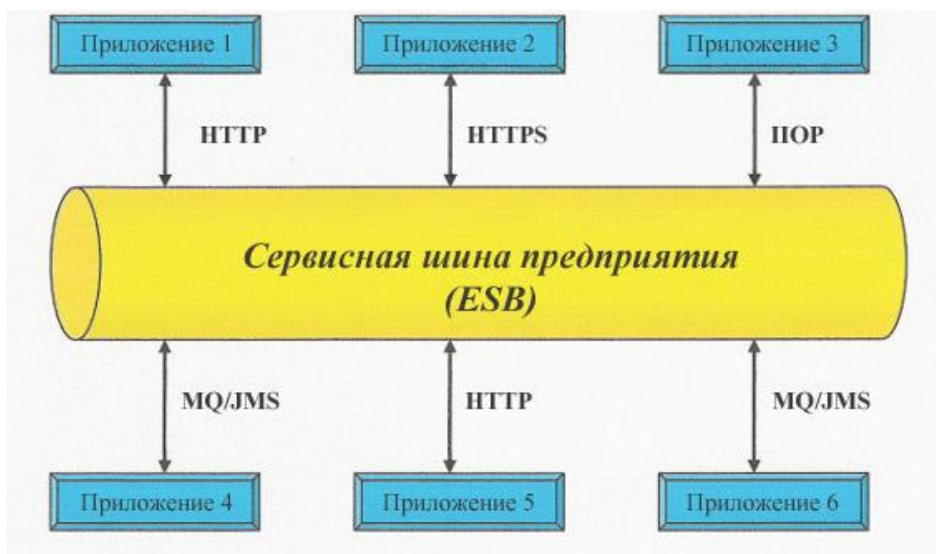 Приложение 1
Приложение 2
Приложение 3
HTTP
HTTPS
IIOP
Сервисная шина предприятия
(ESB)
MQ/JMS
HTTP
MQ/JMS
Приложение 4
Приложение 5
Приложение 6